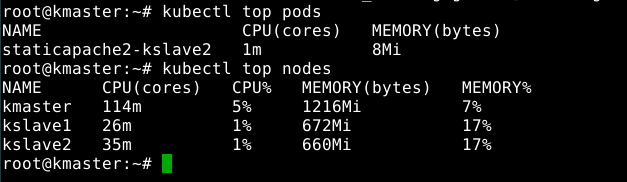 root@kmaster:~# kubectl top pods
NAME CPU(cores) MEMORY(bytes)
staticapache2-kslave2 1m 8Mi
root@kmaster:~# kubectl top nodes
NAME CPU(cores) CPU% MEMORY(bytes) MEMORY%
kmaster 114m 5% 1216Mi 7%
kslave1 26m 1% 672Mi 17%
kslave2 35m 1% 660Mi 17%
root@kmaster:~#